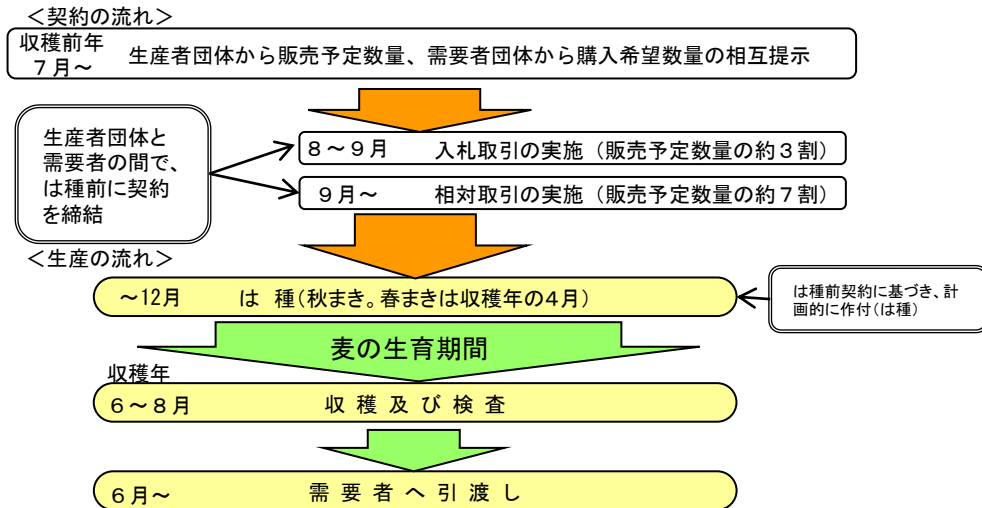 ＜契約の流れ＞
収穫前年
７月～
生産者団体から販売予定数量、需要者団体から購入希望数量の相互提示
生産者団体と
需要者の間で、
は種前に契約
を締結
８～９月　入札取引の実施（販売予定数量の約３割）
９月～　相対取引の実施（販売予定数量の約７割）
＜生産の流れ＞
～12月　は　種（秋まき。春まきは収穫年の４月）
は種前契約に基づき、計
画的に作付（は種）
麦の生育期間
収穫年
６～８月　収 穫 及 び 検 査
６月～　需 要 者 へ 引 渡 し